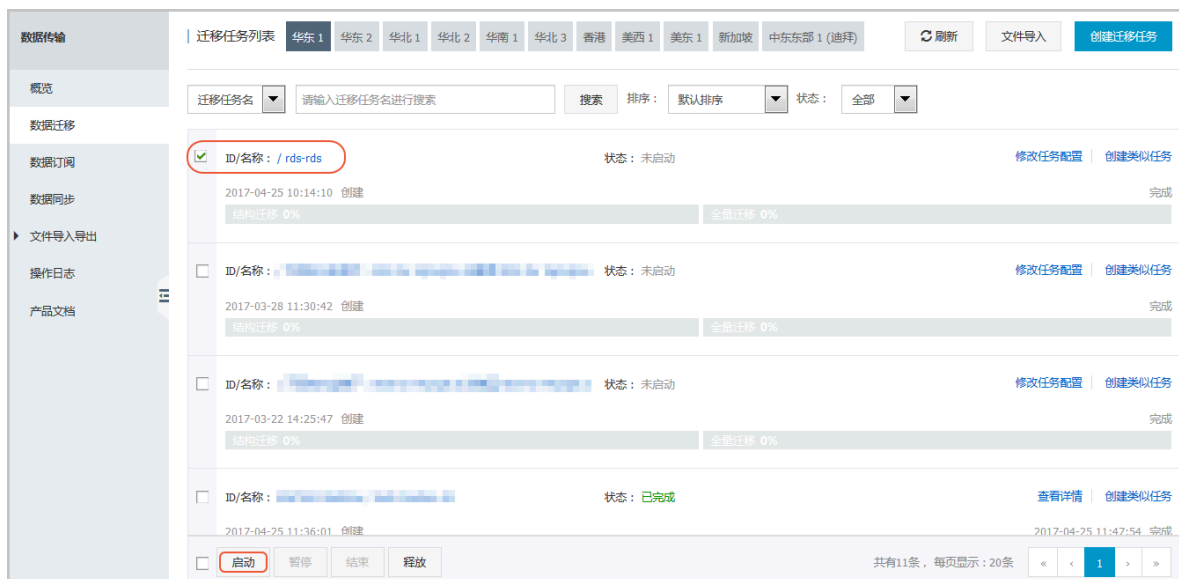 数据传输
概览
数据迁移
数据订阅
数据同步
文件导入导出
操作日志
产品文档
迁移任务列表 华东 1 华东 2 华北 1 华北 2 华南 1 华北 3 香港 美西 1 美东 1 新加坡 中东东部 1 (迪拜) 刷新 文件导入 创建迁移任务
迁移任务名 请输入迁移任务名进行搜索 搜索 排序： 默认排序 状态： 全部
ID/名称： / rds-rds 状态： 未启动 修改任务配置 创建类似任务
2017-04-25 10:14:10 创建 完成
结构迁移 0% 全量迁移 0%
ID/名称： 状态： 未启动 修改任务配置 创建类似任务
2017-03-28 11:30:42 创建 完成
结构迁移 0% 全量迁移 0%
ID/名称： 状态： 未启动 修改任务配置 创建类似任务
2017-03-22 14:25:47 创建 完成
结构迁移 0% 全量迁移 0%
ID/名称： 状态： 已完成 查看详情 创建类似任务
2017-04-25 11:36:01 创建 2017-04-25 11:47:54 完成
启动 暂停 结束 释放 共有11条， 每页显示：20条 « ‹ 1 › »